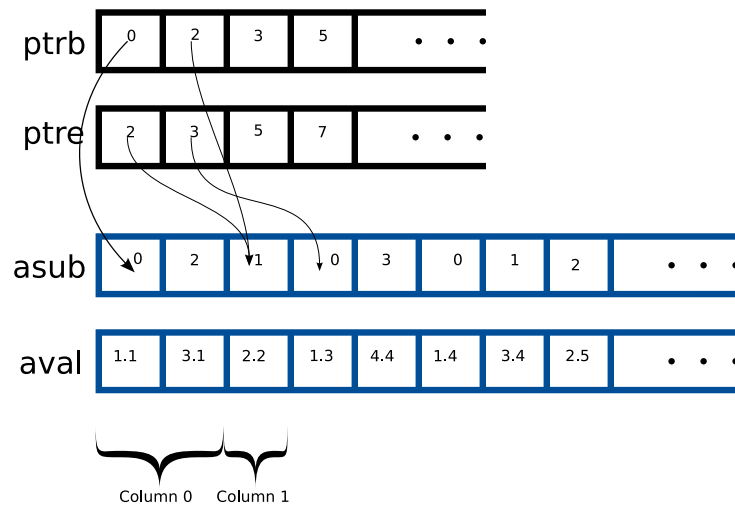 ptrb 0 2 3 5 • • •
ptre 2 3 5 7 • • •
asub 0 2 1 0 3 0 1 2 • • •
aval 1.1 3.1 2.2 1.3 4.4 1.4 3.4 2.5 • • •
Column 0 Column 1